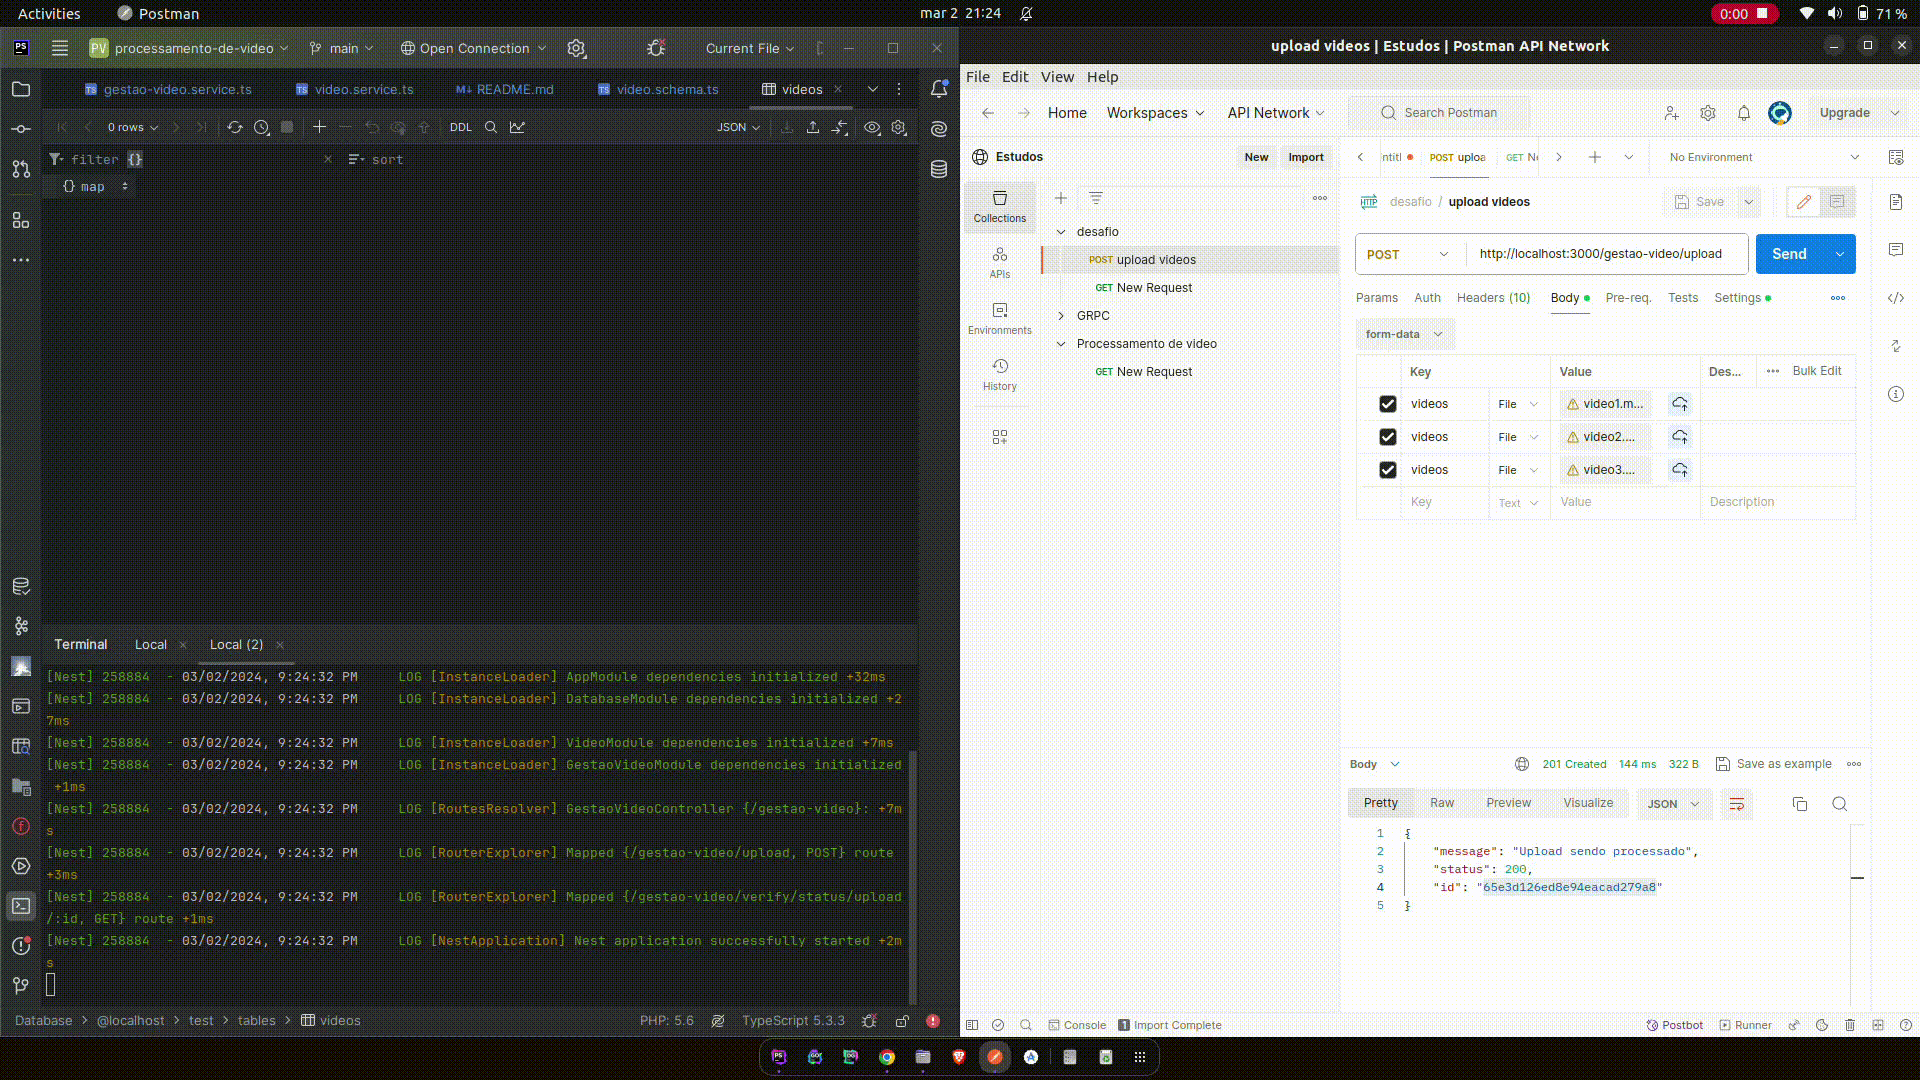 Activities
Postman
mar 2 21:24
0:00
71 %
PS
PV processamento-de-video
main
Open Connection
Current File
gestao-video.service.ts
video.service.ts
README.md
video.schema.ts
videos
0 rows
DDL
JSON
filter {}
sort
{} map
Terminal
Local
Local (2)
[Nest] 258884  - 03/02/2024, 9:24:32 PM     LOG [InstanceLoader] AppModule dependencies initialized +32ms
[Nest] 258884  - 03/02/2024, 9:24:32 PM     LOG [InstanceLoader] DatabaseModule dependencies initialized +2
7ms
[Nest] 258884  - 03/02/2024, 9:24:32 PM     LOG [InstanceLoader] VideoModule dependencies initialized +7ms
[Nest] 258884  - 03/02/2024, 9:24:32 PM     LOG [InstanceLoader] GestaoVideoModule dependencies initialized
+1ms
[Nest] 258884  - 03/02/2024, 9:24:32 PM     LOG [RoutesResolver] GestaoVideoController {/gestao-video}: +7m
s
[Nest] 258884  - 03/02/2024, 9:24:32 PM     LOG [RouterExplorer] Mapped {/gestao-video/upload, POST} route
+3ms
[Nest] 258884  - 03/02/2024, 9:24:32 PM     LOG [RouterExplorer] Mapped {/gestao-video/verify/status/upload
/:id, GET} route +1ms
[Nest] 258884  - 03/02/2024, 9:24:32 PM     LOG [NestApplication] Nest application successfully started +2m
s
Database > @localhost > test > tables > videos
PHP: 5.6
TypeScript 5.3.3
upload videos | Estudos | Postman API Network
File Edit View Help
Home
Workspaces
API Network
Search Postman
Upgrade
Estudos
New
Import
ntitl
POST uploa
GET N
No Environment
Collections
APIs
Environments
History
desafio
POST upload videos
GET New Request
GRPC
Processamento de video
GET New Request
HTTP
desafio / upload videos
Save
POST
http://localhost:3000/gestao-video/upload
Send
Params
Auth
Headers (10)
Body
Pre-req.
Tests
Settings
form-data
Key
Value
Des...
Bulk Edit
videos File video1.m...
videos File video2....
videos File video3....
Key Text Value Description
Body
201 Created
144 ms
322 B
Save as example
Pretty
Raw
Preview
Visualize
JSON
1 {
2 "message": "Upload sendo processado",
3 "status": 200,
4 "id": "65e3d126ed8e94eacad279a8"
5 }
Console
1 Import Complete
Postbot
Runner